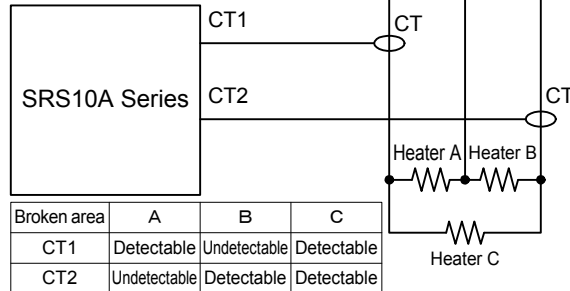 CT1
CT
SRS10A Series
CT2
CT
Heater A Heater B
Heater C
Broken area A B C
CT1 Detectable Undetectable Detectable
CT2 Undetectable Detectable Detectable